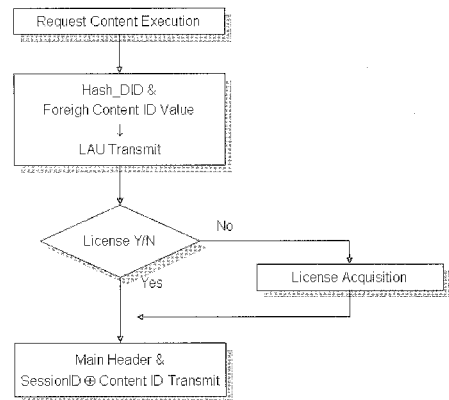 Request Content Execution
Hash_DID &
Foreigh Content ID Value
↓
LAU Transmit
License Y/N
No
License Acquisition
Yes
Main Header &
SessionID ⊕ Content ID Transmit